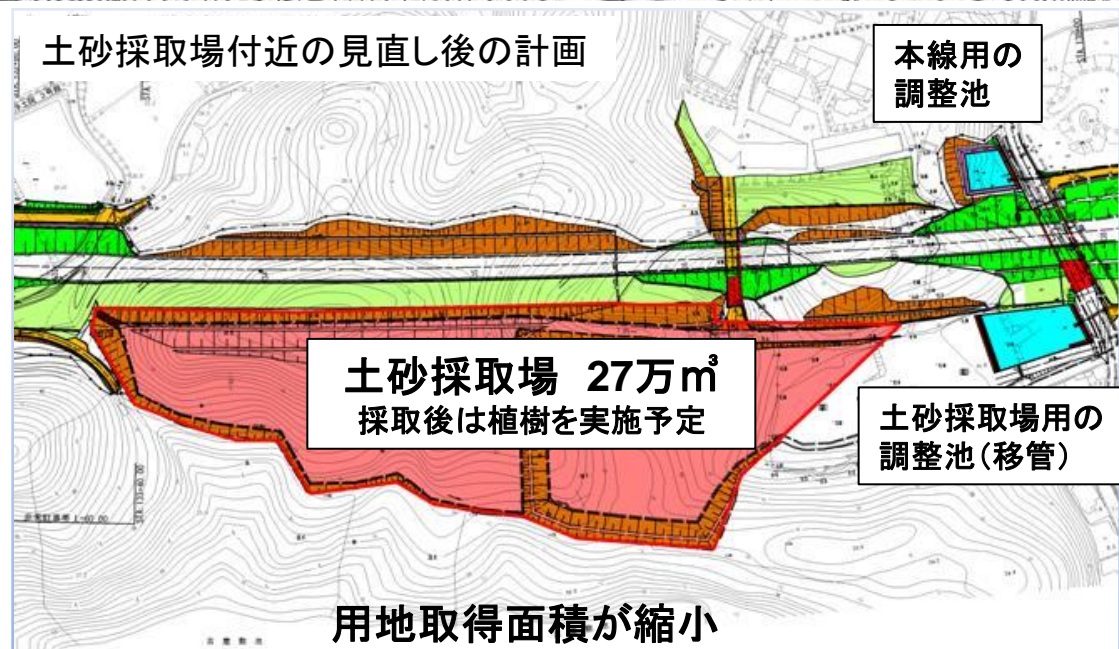 土砂採取場付近の見直し後の計画
本線用の
調整池
土砂採取場 27万㎥
採取後は植樹を実施予定
土砂採取場用の
調整池(移管)
用地取得面積が縮小